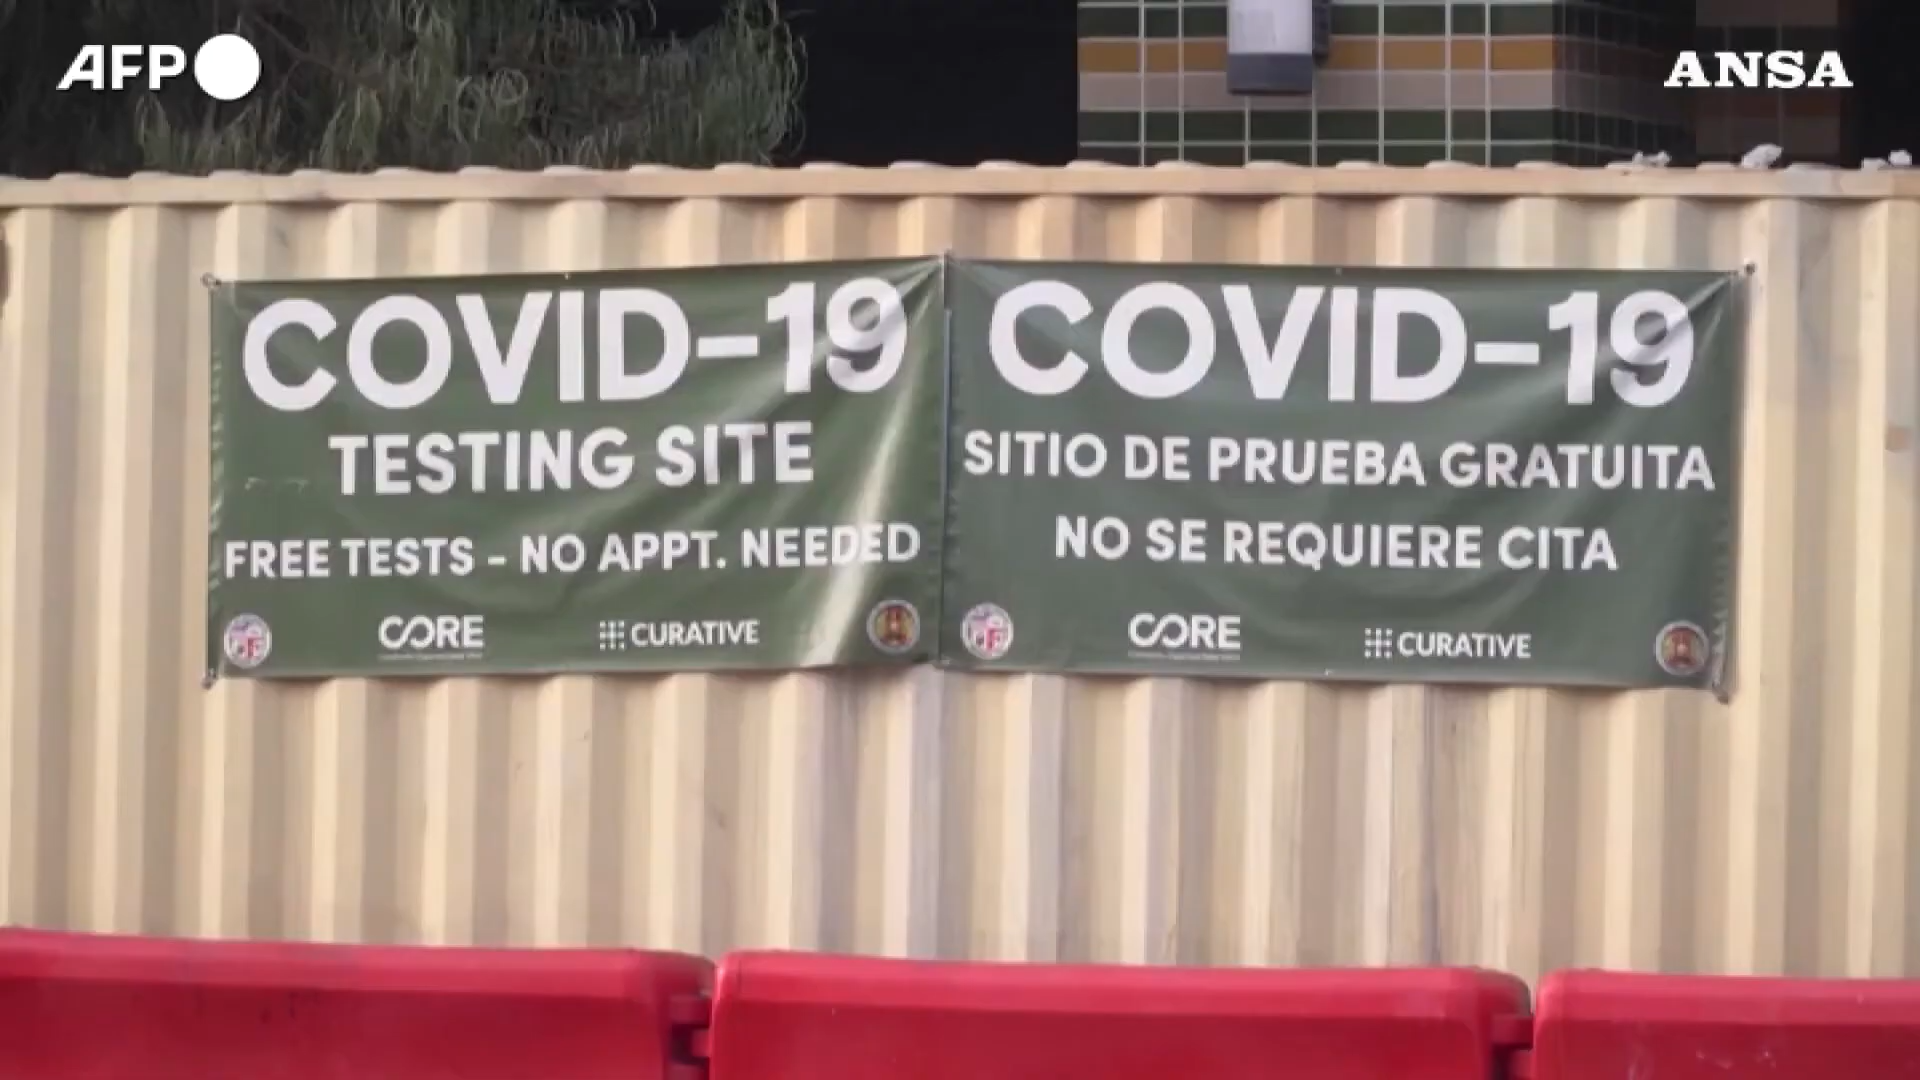 AFP
ANSA
COVID-19
TESTING SITE
FREE TESTS - NO APPT. NEEDED
CORE
CURATIVE
COVID-19
SITIO DE PRUEBA GRATUITA
NO SE REQUIERE CITA
CORE
CURATIVE